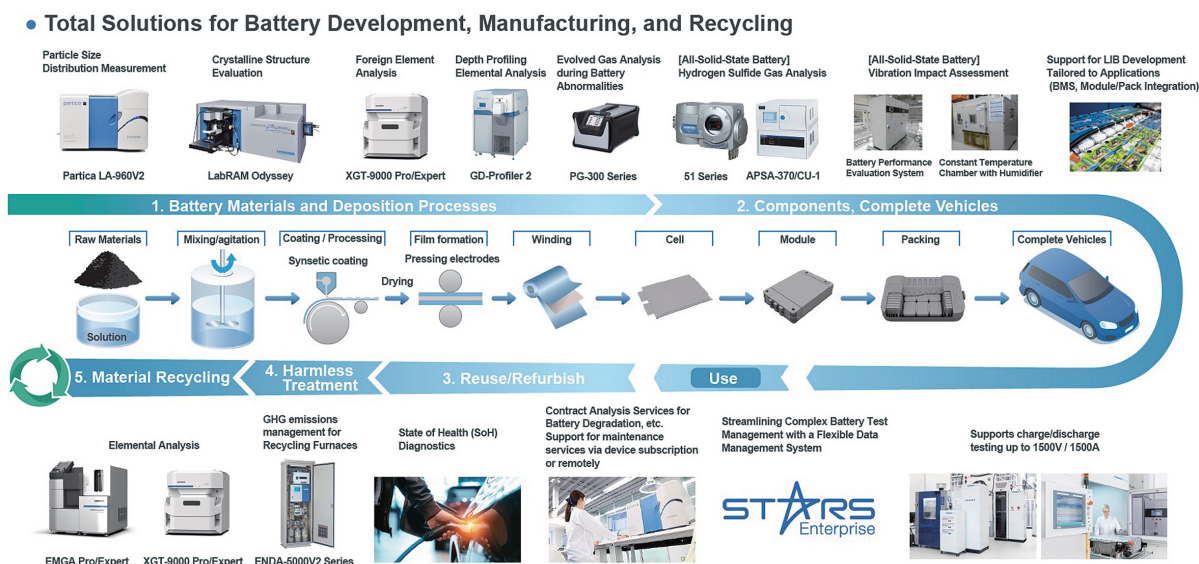 Total Solutions for Battery Development, Manufacturing, and Recycling
Particle Size
Distribution Measurement
Crystalline Structure
Evaluation
Foreign Element
Analysis
Depth Profiling
Elemental Analysis
Evolved Gas Analysis
during Battery
Abnormalities
[All-Solid-State Battery]
Hydrogen Sulfide Gas Analysis
[All-Solid-State Battery]
Vibration Impact Assessment
Support for LIB Development
Tailored to Applications
(BMS, Module/Pack Integration)
partica
Partica LA-960V2
LabRAM Odyssey
XGT-9000 Pro/Expert
GD-Profiler 2
PG-300 Series
51 Series
APSA-370/CU-1
Battery Performance
Evaluation System
Constant Temperature
Chamber with Humidifier
1. Battery Materials and Deposition Processes
2. Components, Complete Vehicles
Raw Materials
Mixing/agitation
Coating / Processing
Film formation
Winding
Cell
Module
Packing
Complete Vehicles
Synsetic coating
Drying
Pressing electrodes
Solution
5. Material Recycling
4. Harmless
Treatment
3. Reuse/Refurbish
Use
Elemental Analysis
GHG emissions
management for
Recycling Furnaces
State of Health (SoH)
Diagnostics
Contract Analysis Services for
Battery Degradation, etc.
Support for maintenance
services via device subscription
or remotely
Streamlining Complex Battery Test
Management with a Flexible Data
Management System
Supports charge/discharge
testing up to 1500V / 1500A
STARS
Enterprise
EMGA Pro/Expert
XGT-9000 Pro/Expert
ENDA-5000V2 Series